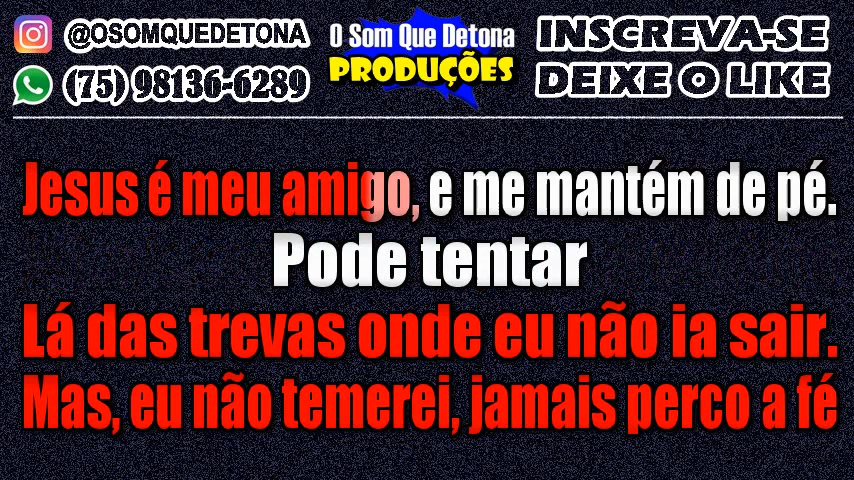 @OSOMQUEDETONA
(75) 98136-6289
O Som Que Detona
PRODUÇÕES
INSCREVA-SE
DEIXE O LIKE
Jesus é meu amigo, e me mantém de pé.
Pode tentar
Lá das trevas onde eu não ia sair.
Mas, eu não temerei, jamais perco a fé